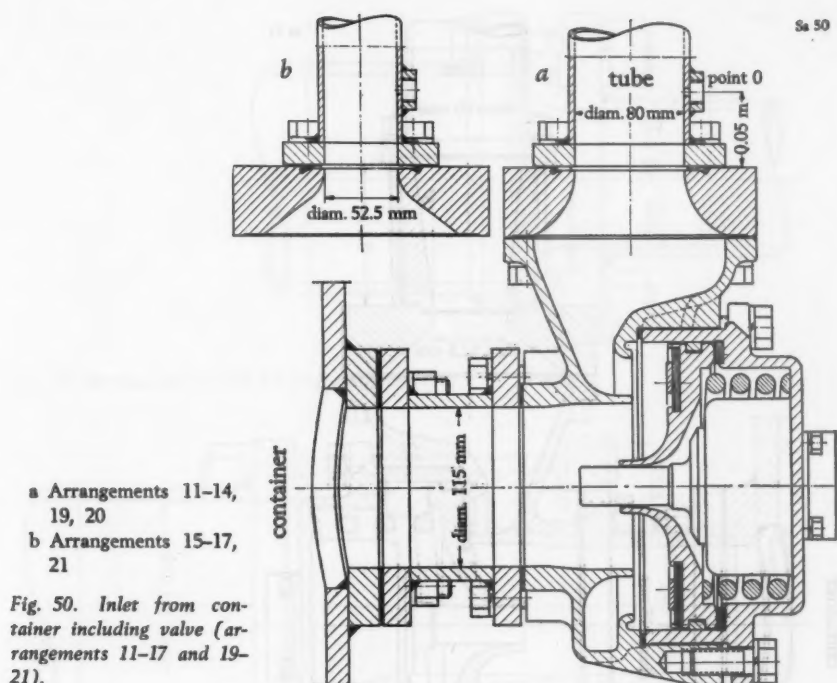 Sa 50
b
a
tube
point 0
diam. 80 mm
0.05 m
diam. 52.5 mm
container
diam. 115 mm
a Arrangements 11–14,
19, 20
b Arrangements 15–17,
21
Fig. 50. Inlet from con-
tainer including valve (ar-
rangements 11–17 and 19–
21).